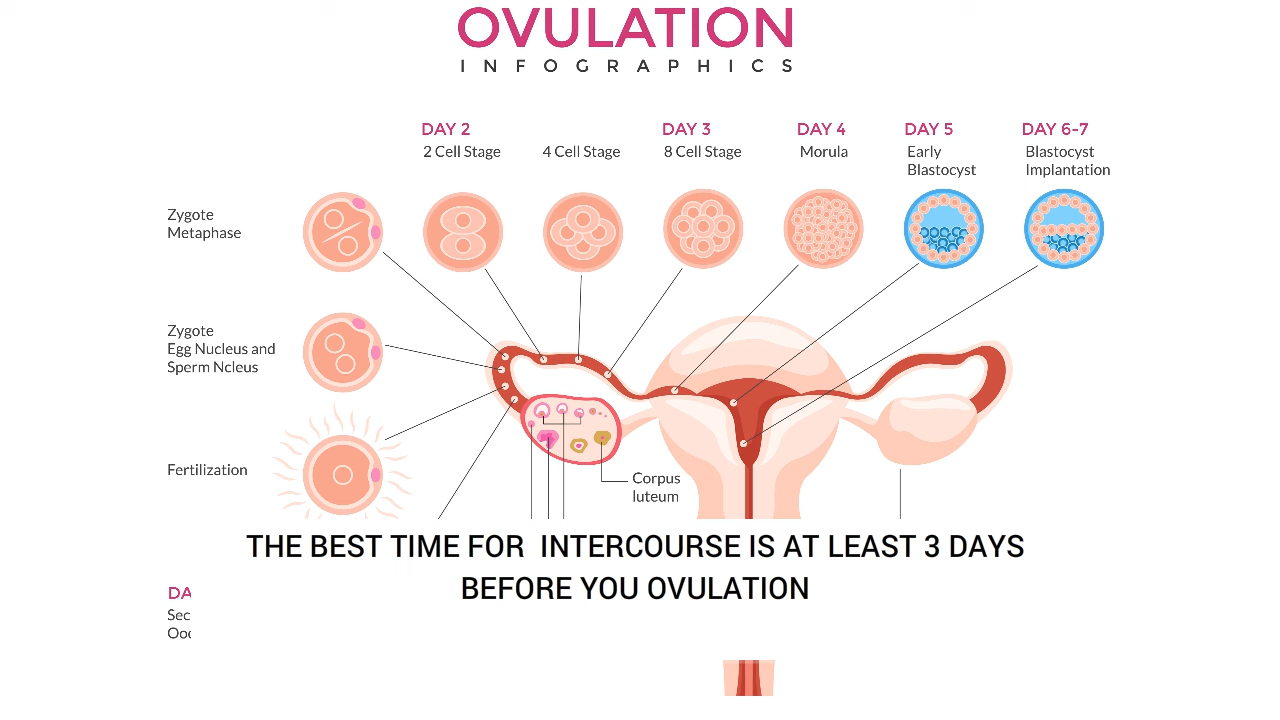 OVULATION
INFOGRAPHICS
DAY 2
2 Cell Stage
4 Cell Stage
DAY 3
8 Cell Stage
DAY 4
Morula
DAY 5
Early
Blastocyst
DAY 6-7
Blastocyst
Implantation
Zygote
Metaphase
Zygote
Egg Nucleus and
Sperm Ncleus
Fertilization
Corpus
luteum
THE BEST TIME FOR INTERCOURSE IS AT LEAST 3 DAYS
BEFORE YOU OVULATION